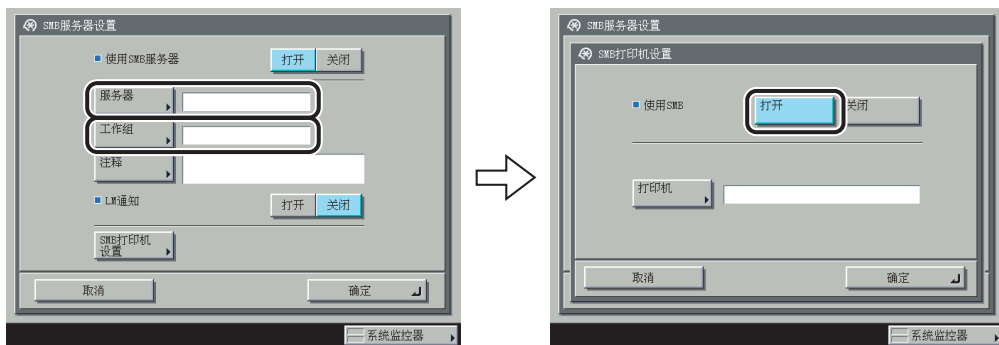 SMB服务器设置
使用SMB服务器
打开
关闭
服务器
工作组
注释
LM通知
打开
关闭
SMB打印机
设置
取消
确定
系统监控器
SMB服务器设置
SMB打印机设置
使用SMB
打开
关闭
打印机
取消
确定
系统监控器